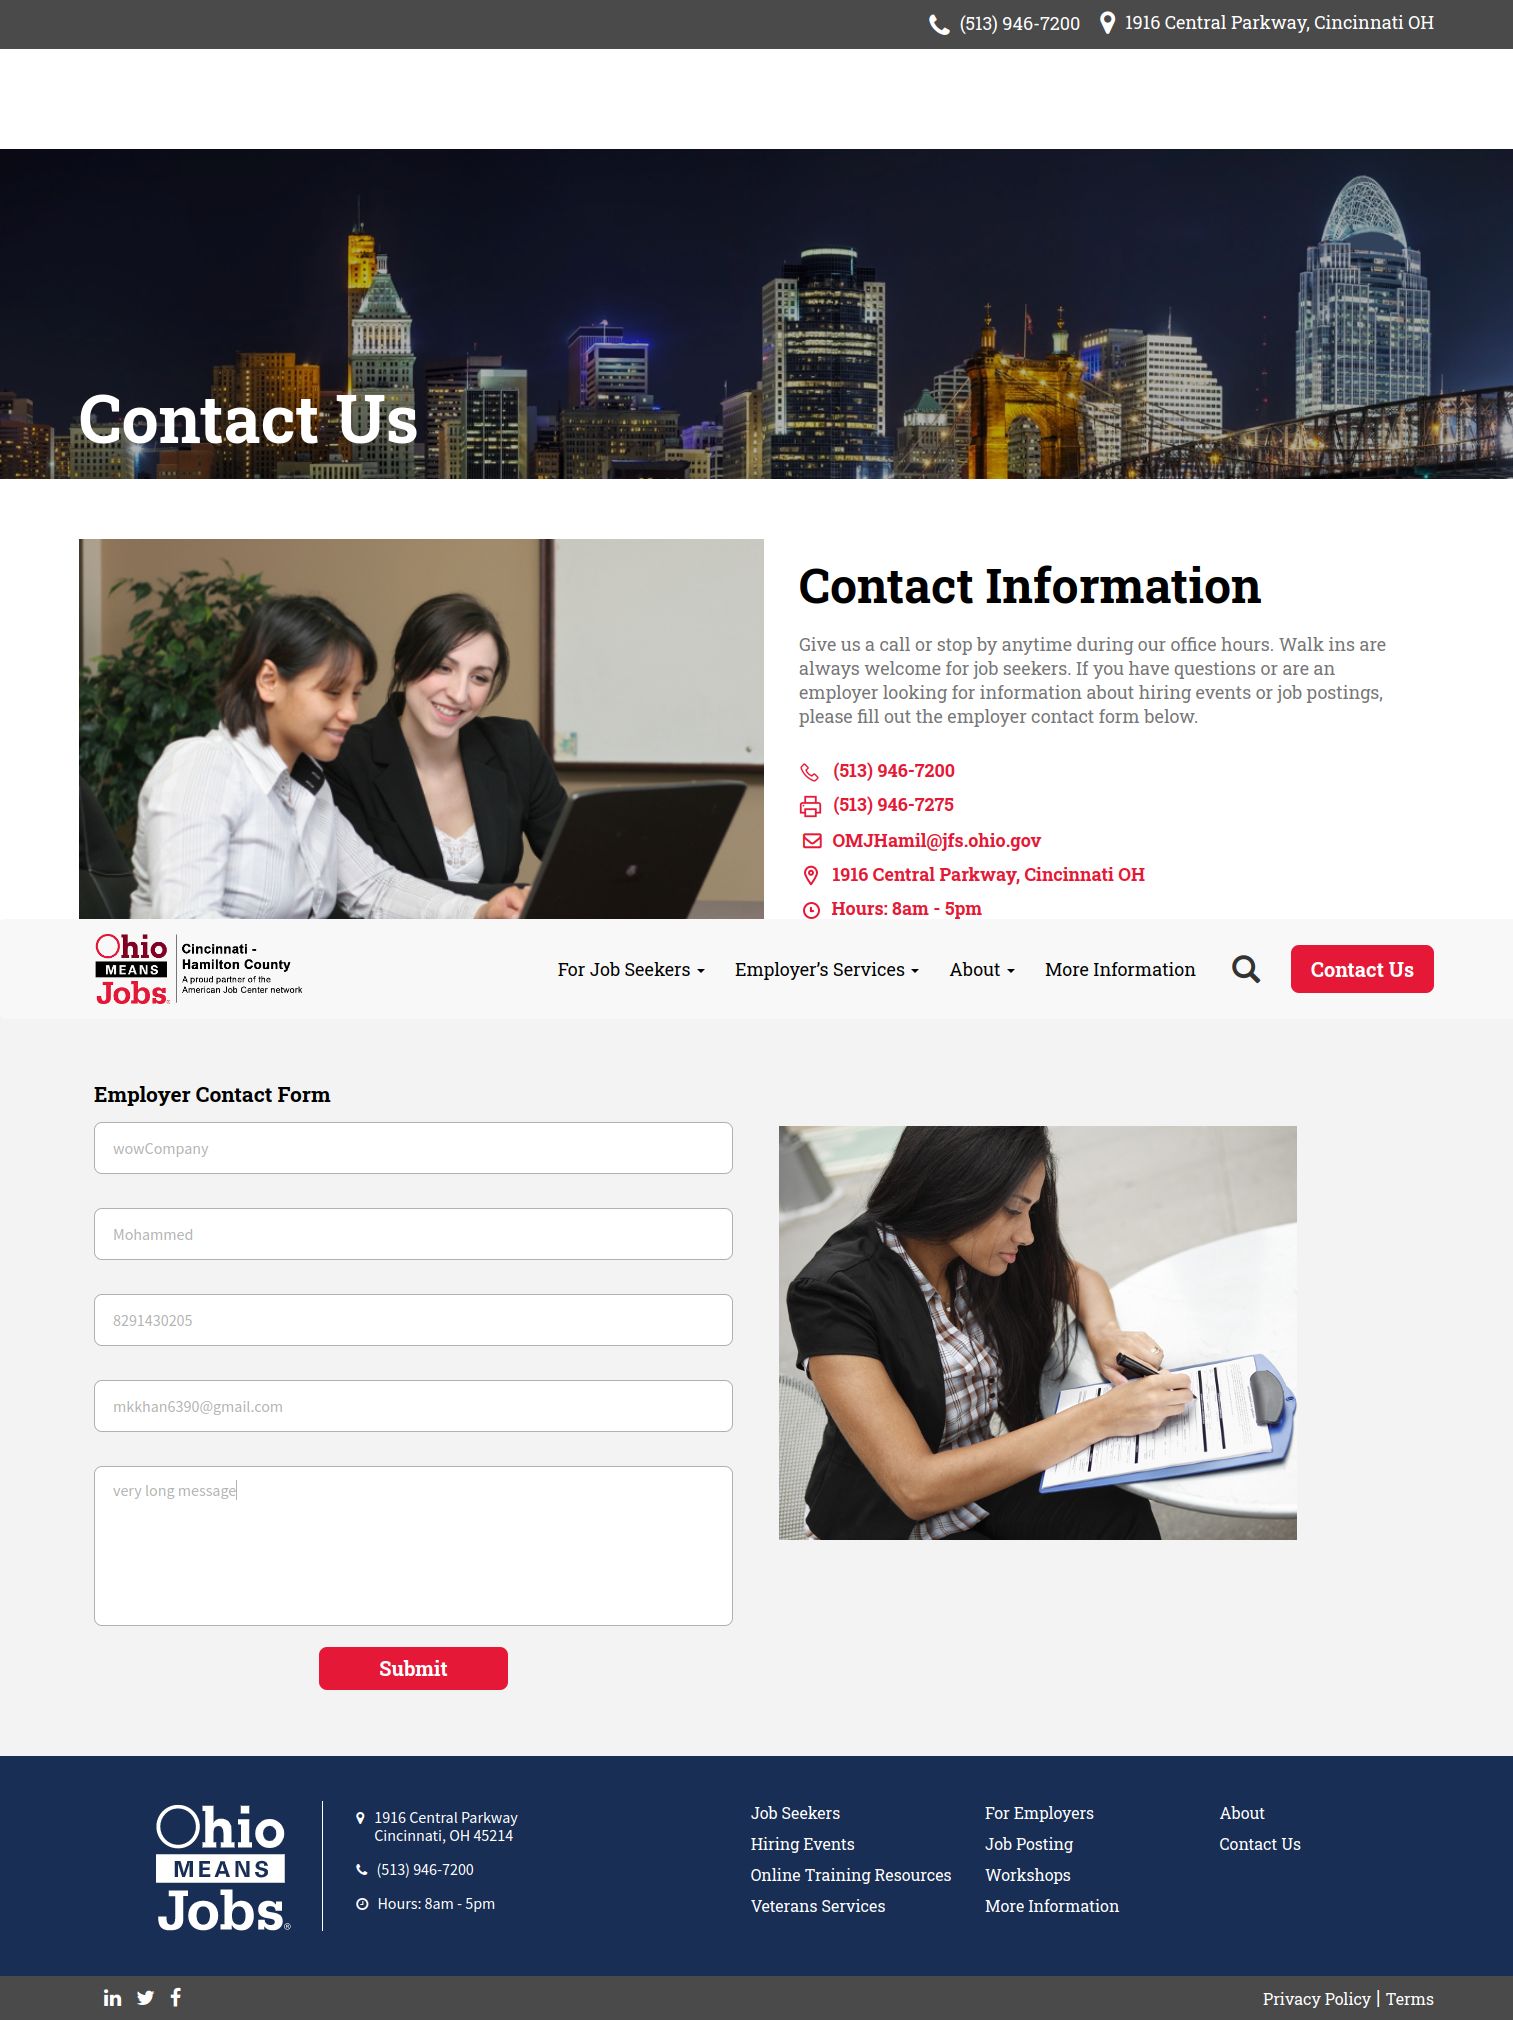 (513) 946-7200
1916 Central Parkway, Cincinnati OH
Contact Us
Contact Information
Give us a call or stop by anytime during our office hours. Walk ins are
always welcome for job seekers. If you have questions or are an
employer looking for information about hiring events or job postings,
please fill out the employer contact form below.
(513) 946-7200
(513) 946-7275
OMJHamil@jfs.ohio.gov
1916 Central Parkway, Cincinnati OH
Hours: 8am - 5pm
Ohio
MEANS
Jobs
Cincinnati -
Hamilton County
A proud partner of the
American Job Center network
For Job Seekers
Employer's Services
About
More Information
Contact Us
Employer Contact Form
wowCompany
Mohammed
8291430205
mkkhan6390@gmail.com
very long message
Submit
Ohio
MEANS
Jobs®
1916 Central Parkway
Cincinnati, OH 45214
(513) 946-7200
Hours: 8am - 5pm
Job Seekers
Hiring Events
Online Training Resources
Veterans Services
For Employers
Job Posting
Workshops
More Information
About
Contact Us
in
Privacy Policy | Terms